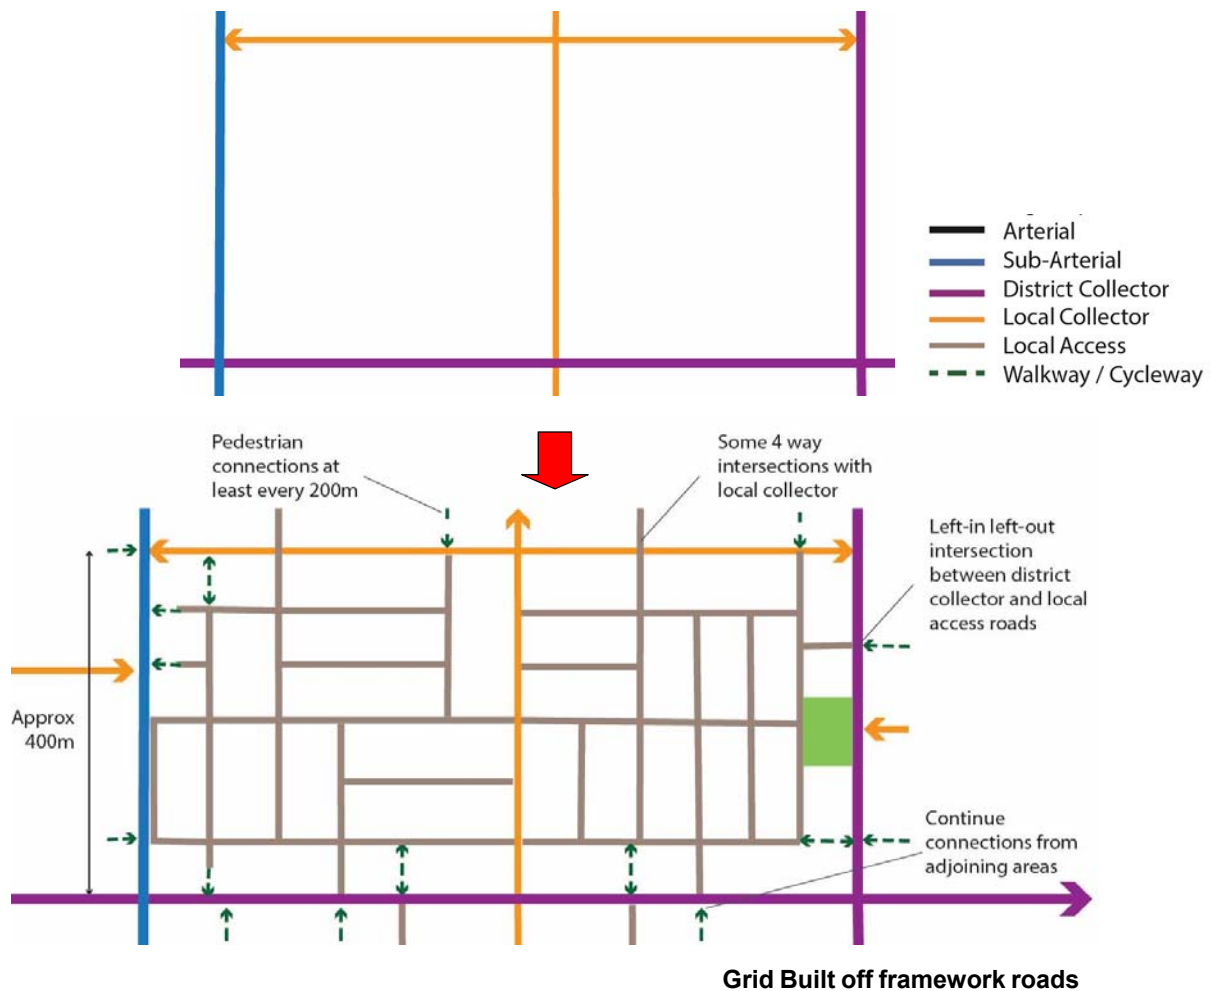 Arterial
Sub-Arterial
District Collector
Local Collector
Local Access
Walkway / Cycleway
Pedestrian
connections at
least every 200m
Some 4 way
intersections with
local collector
Left-in left-out
intersection
between district
collector and local
access roads
Approx
400m
Continue
connections from
adjoining areas
Grid Built off framework roads